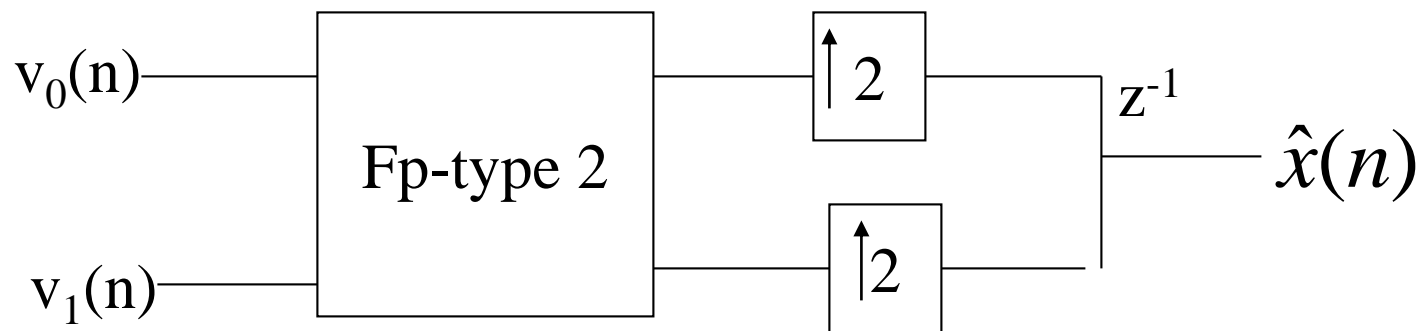 v₀(n)
Fp-type 2
↑ 2
z⁻¹
x̂(n)
v₁(n)
↑ 2